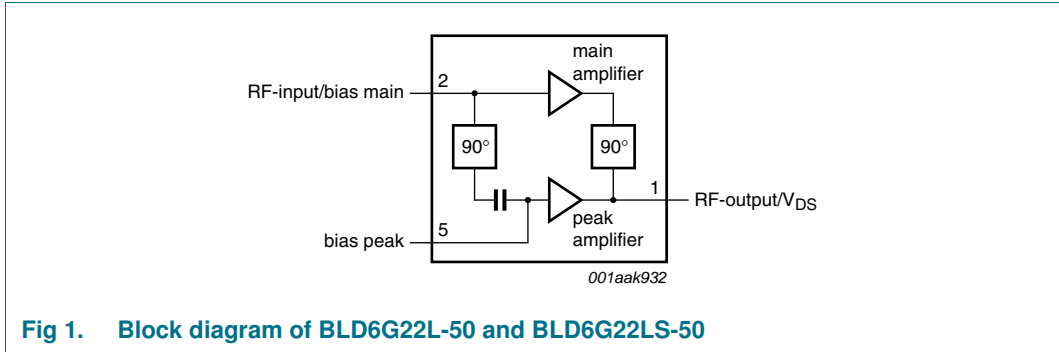 main
amplifier
RF-input/bias main
2
90°
90°
1
RF-output/VDS
peak
amplifier
5
bias peak
001aak932
Fig 1. Block diagram of BLD6G22L-50 and BLD6G22LS-50